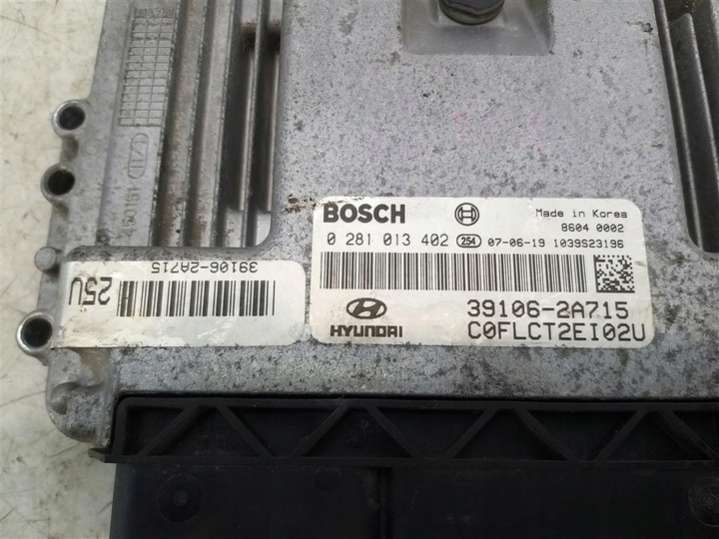 BOSCH
Made in Korea
8604 0002
0 281 013 402 254 07-06-19 1039S23196
39106-2A715
HYUNDAI
C0FLCT2EI02U
39106-2A715
25U